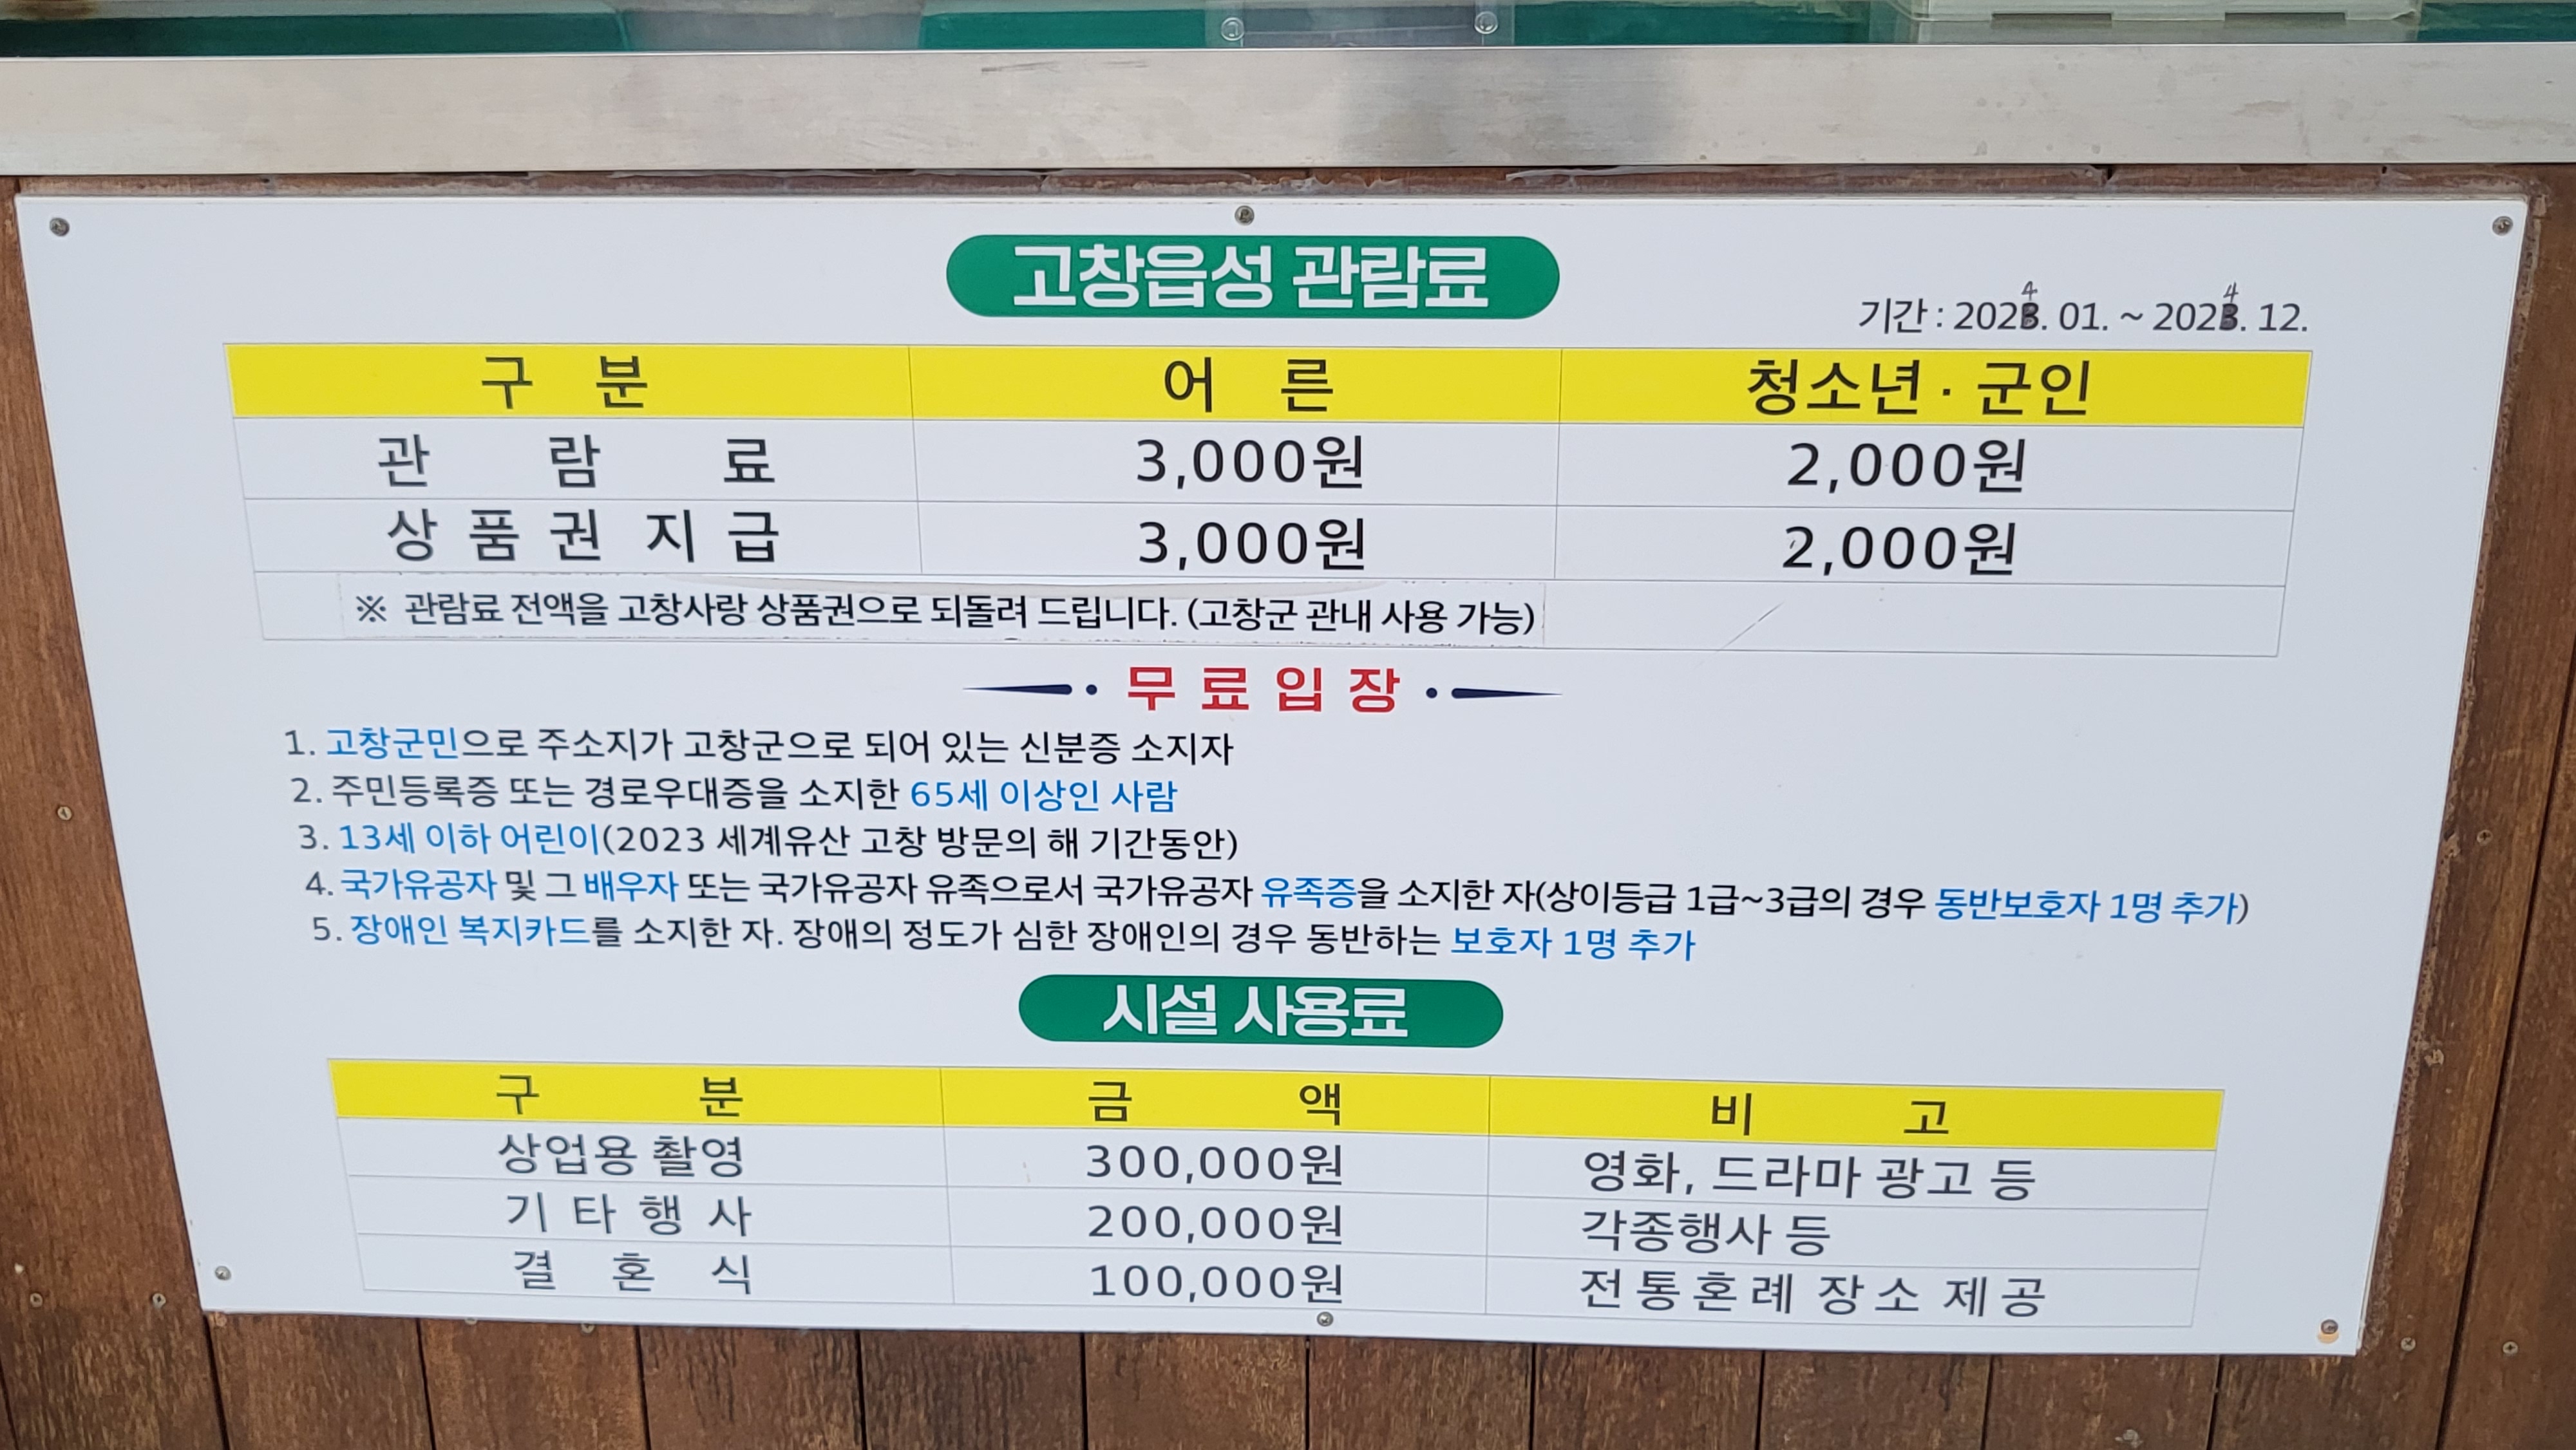 고창읍성 관람료
기간 : 2024. 01. ~ 2024. 12.
구 분 어 른 청소년 · 군인
관 람 료 3,000원 2,000원
상 품 권 지 급 3,000원 2,000원
※ 관람료 전액을 고창사랑 상품권으로 되돌려 드립니다. (고창군 관내 사용 가능)
무 료 입 장
1. 고창군민으로 주소지가 고창군으로 되어 있는 신분증 소지자
2. 주민등록증 또는 경로우대증을 소지한 65세 이상인 사람
3. 13세 이하 어린이(2023 세계유산 고창 방문의 해 기간동안)
4. 국가유공자 및 그 배우자 또는 국가유공자 유족으로서 국가유공자 유족증을 소지한 자(상이등급 1급~3급의 경우 동반보호자 1명 추가)
5. 장애인 복지카드를 소지한 자. 장애의 정도가 심한 장애인의 경우 동반하는 보호자 1명 추가
시설 사용료
구 분 금 액 비 고
상업용 촬영 300,000원 영화, 드라마 광고 등
기 타 행 사 200,000원 각종행사 등
결 혼 식 100,000원 전통혼례 장소 제공